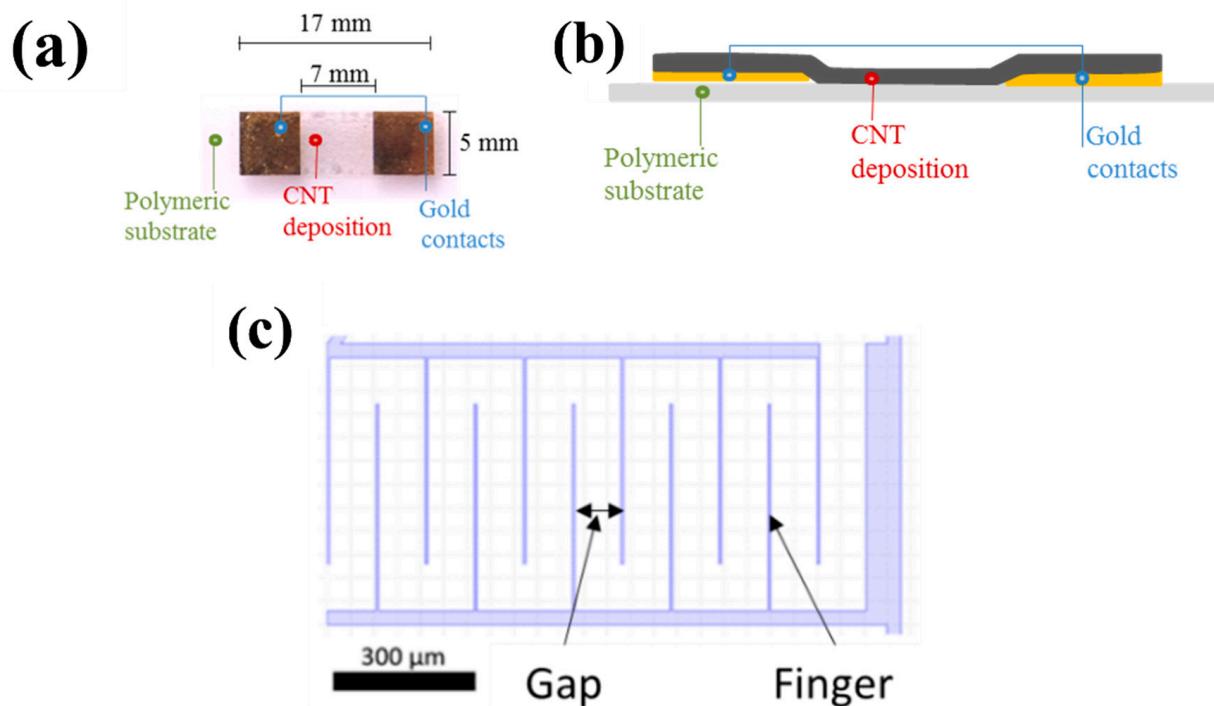 (a)
17 mm
7 mm
5 mm
Polymeric
substrate
CNT
deposition
Gold
contacts
(b)
Polymeric
substrate
CNT
deposition
Gold
contacts
(c)
300 µm
Gap
Finger